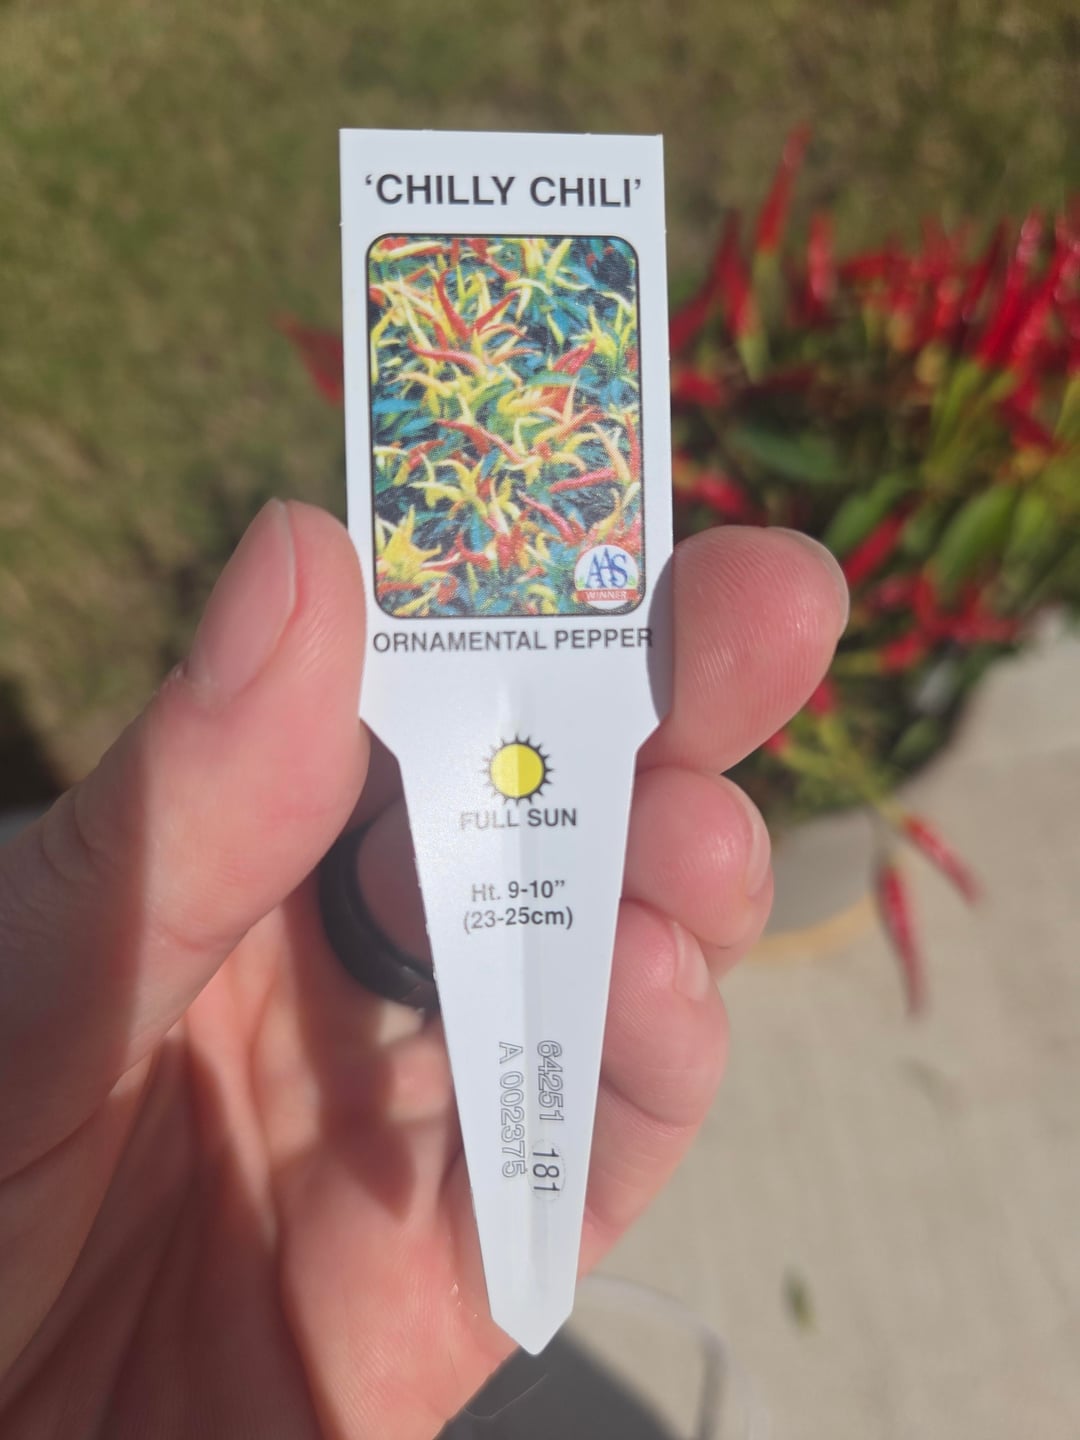 ‘CHILLY CHILI’
AAS
WINNER
ORNAMENTAL PEPPER
FULL SUN
Ht. 9-10”
(23-25cm)
64251 181
A 002375